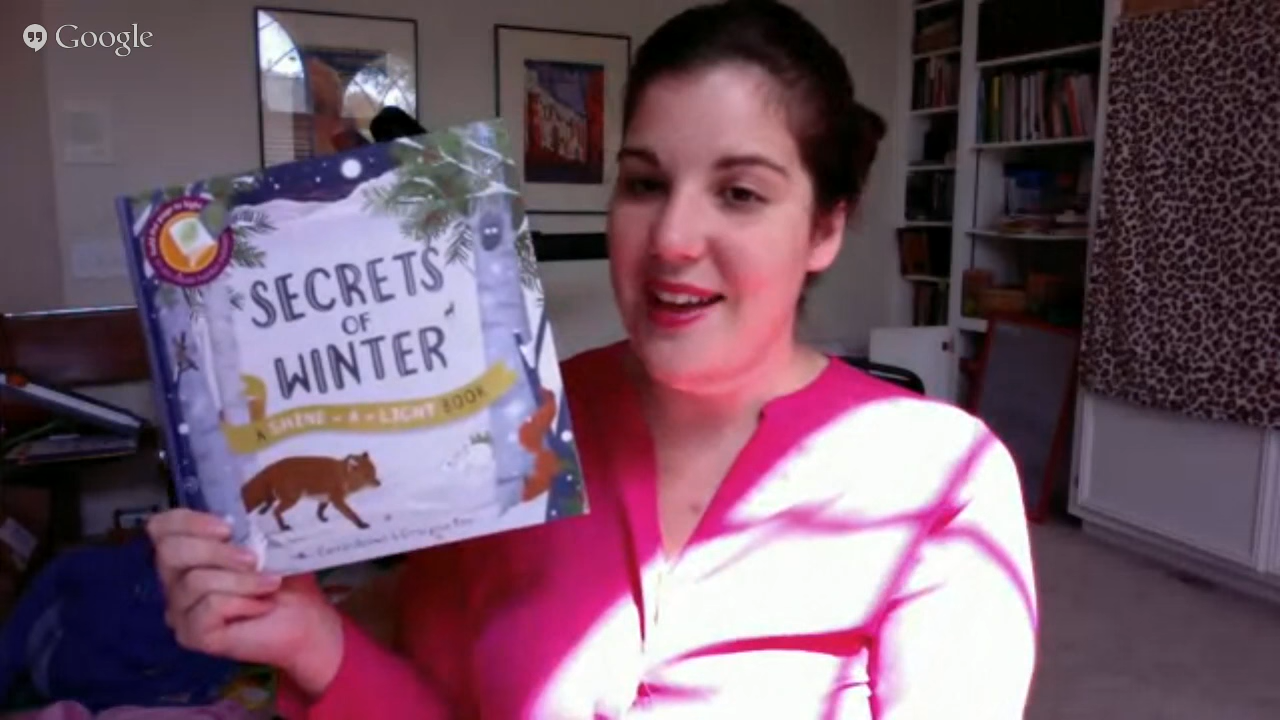 Google
SECRETS
OF
WINTER
A SHINE-A-LIGHT BOOK